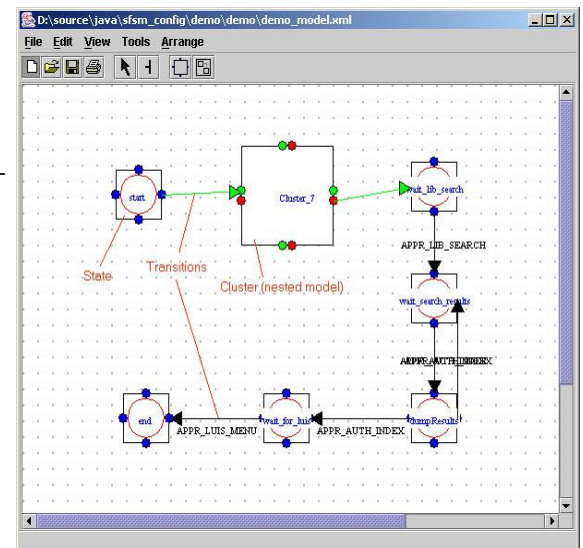 D:\source\java\sfsm_config\demo\demo\demo_model.xml
File Edit View Tools Arrange
start
Cluster_7
wait_lib_search
APPR_LIB_SEARCH
State
Transitions
Cluster (nested model)
wait_search_results
end
wait_for_luis
dumpResults
APPR_LUIS_MENU
APPR_AUTH_INDEX